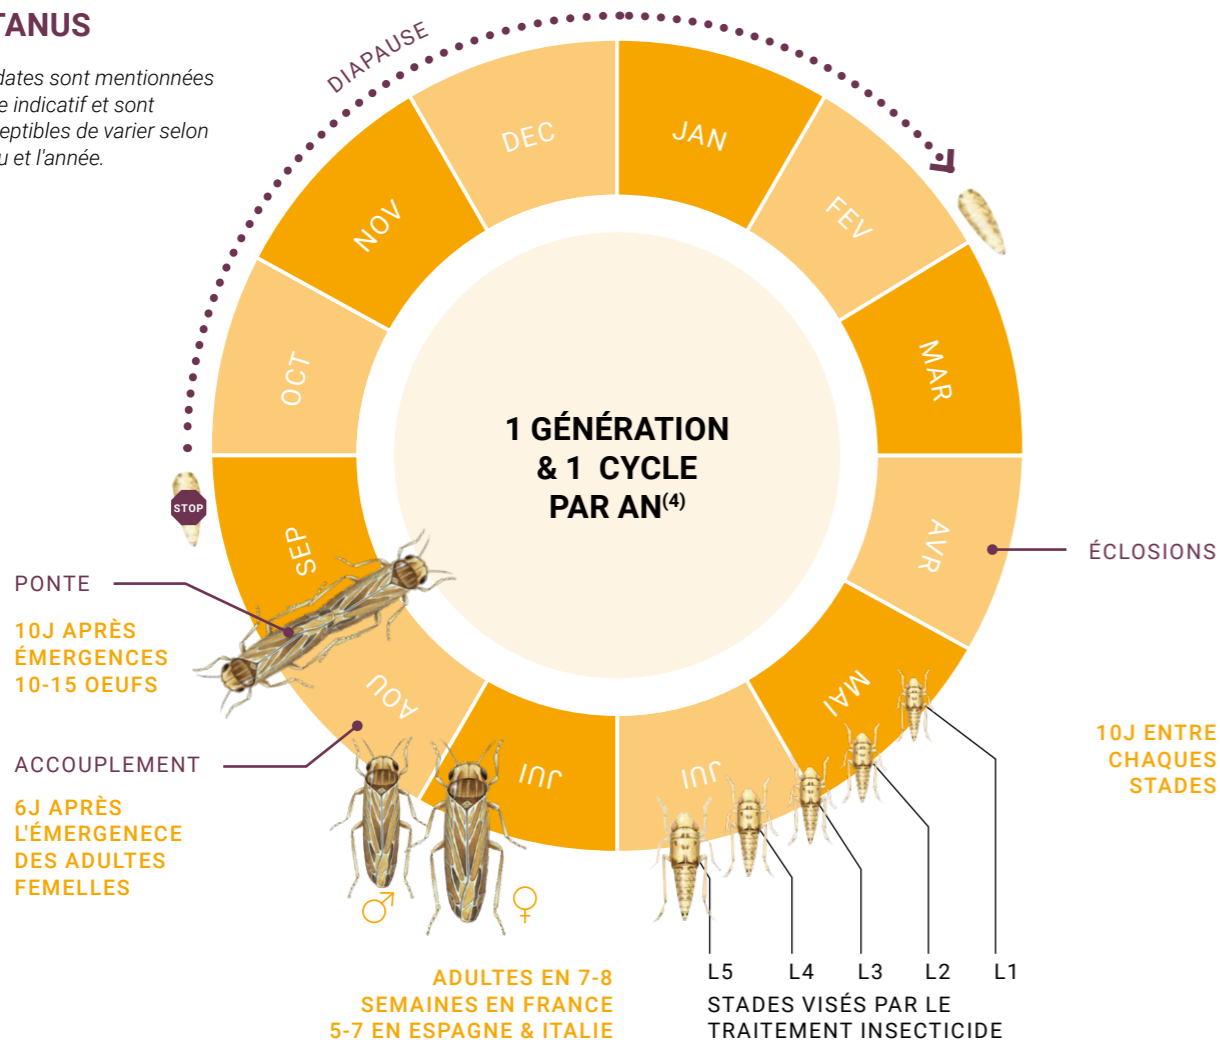 TANUS
dates sont mentionnées
e indicatif et sont
eptibles de varier selon
u et l'année.
DIAPAUSE
DEC
JAN
NOV
FEV
OCT
MAR
1 GÉNÉRATION
& 1 CYCLE
PAR AN(4)
STOP
SEP
AVR
ÉCLOSIONS
PONTE
10J APRÈS
ÉMERGENCES
10-15 OEUFS
AOU
MAI
JUI
JUI
10J ENTRE
CHAQUES
STADES
ACCOUPLEMENT
6J APRÈS
L'ÉMERGENECE
DES ADULTES
FEMELLES
♂
♀
ADULTES EN 7-8
SEMAINES EN FRANCE
5-7 EN ESPAGNE & ITALIE
L5 L4 L3 L2 L1
STADES VISÉS PAR LE
TRAITEMENT INSECTICIDE